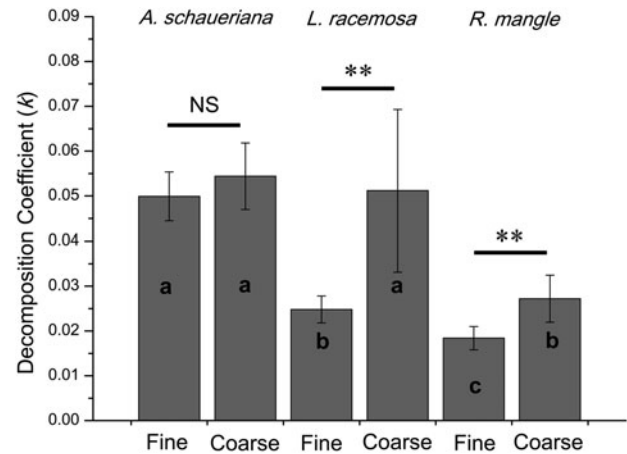 A. schaueriana L. racemosa R. mangle
Decomposition Coefficient (k)
0.09
0.08
0.07
0.06
0.05
0.04
0.03
0.02
0.01
0.00
NS
**
**
a
a
b
a
c
b
Fine Coarse Fine Coarse Fine Coarse